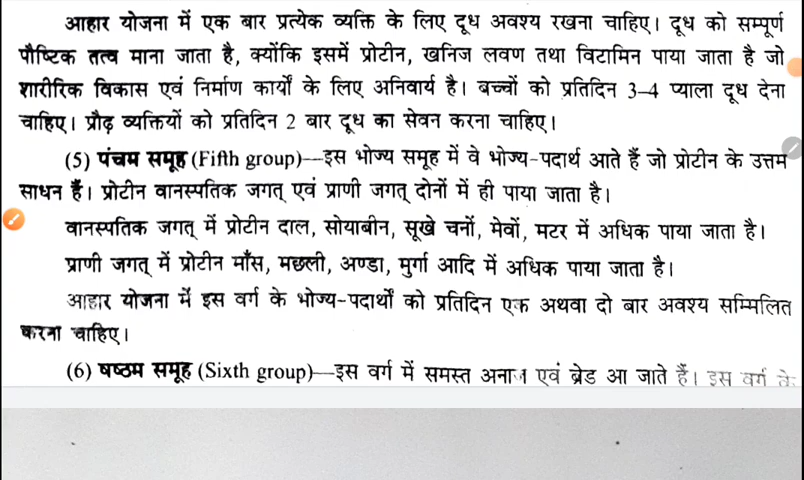 आहार योजना में एक बार प्रत्येक व्यक्ति के लिए दूध अवश्य रखना चाहिए। दूध को सम्पूर्ण
पौष्टिक तत्व माना जाता है, क्योंकि इसमें प्रोटीन, खनिज लवण तथा विटामिन पाया जाता है जो
शारीरिक विकास एवं निर्माण कार्यों के लिए अनिवार्य है। बच्चों को प्रतिदिन 3–4 प्याला दूध देना
चाहिए। प्रौढ़ व्यक्तियों को प्रतिदिन 2 बार दूध का सेवन करना चाहिए।
(5) पंचम समूह (Fifth group)—इस भोज्य समूह में वे भोज्य-पदार्थ आते हैं जो प्रोटीन के उत्तम
साधन हैं। प्रोटीन वानस्पतिक जगत् एवं प्राणी जगत् दोनों में ही पाया जाता है।
वानस्पतिक जगत् में प्रोटीन दाल, सोयाबीन, सूखे चनों, मेवों, मटर में अधिक पाया जाता है।
प्राणी जगत् में प्रोटीन माँस, मछली, अण्डा, मुर्गा आदि में अधिक पाया जाता है।
आहार योजना में इस वर्ग के भोज्य-पदार्थों को प्रतिदिन एक अथवा दो बार अवश्य सम्मिलित
करना चाहिए।
(6) षष्ठम समूह (Sixth group)—इस वर्ग में समस्त अनाज एवं ब्रेड आ जाते हैं। इस वर्ग के